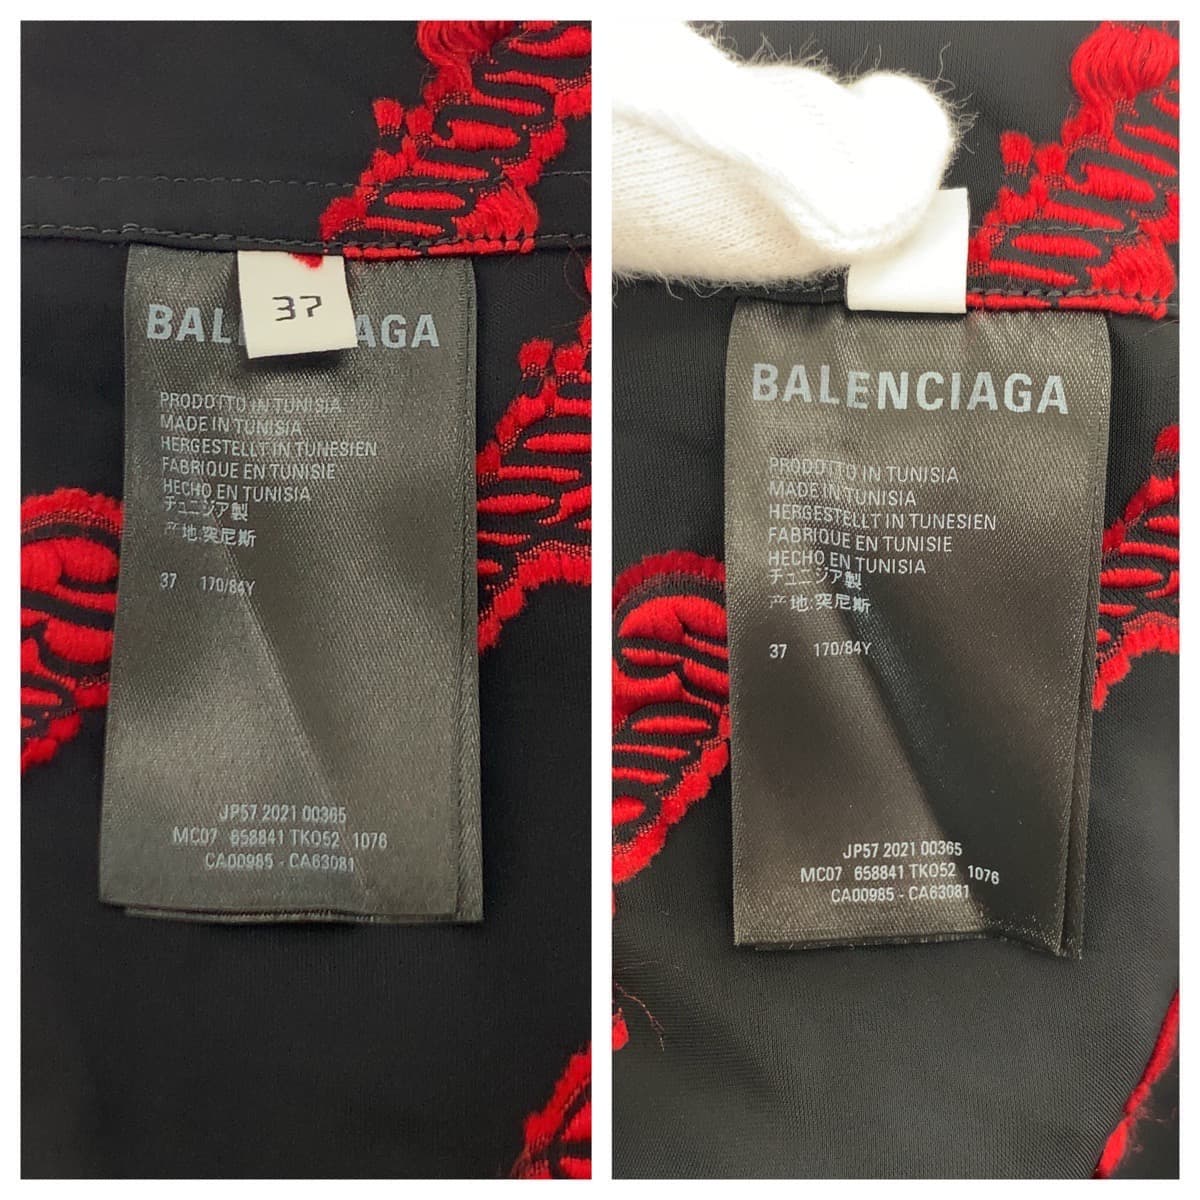 37
BALENCIAGA
PRODOTTO IN TUNISIA
MADE IN TUNISIA
HERGESTELLT IN TUNESIEN
FABRIQUE EN TUNISIE
HECHO EN TUNISIA
チュニジア製
产地:突尼斯
37 170/84Y
JP57 2021 00365
MC07 658841 TKO52 1076
CA00985 - CA63081
BALENCIAGA
PRODOTTO IN TUNISIA
MADE IN TUNISIA
HERGESTELLT IN TUNESIEN
FABRIQUE EN TUNISIE
HECHO EN TUNISIA
チュニジア製
产地:突尼斯
37 170/84Y
JP57 2021 00365
MC07 658841 TKO52 1076
CA00985 - CA63081